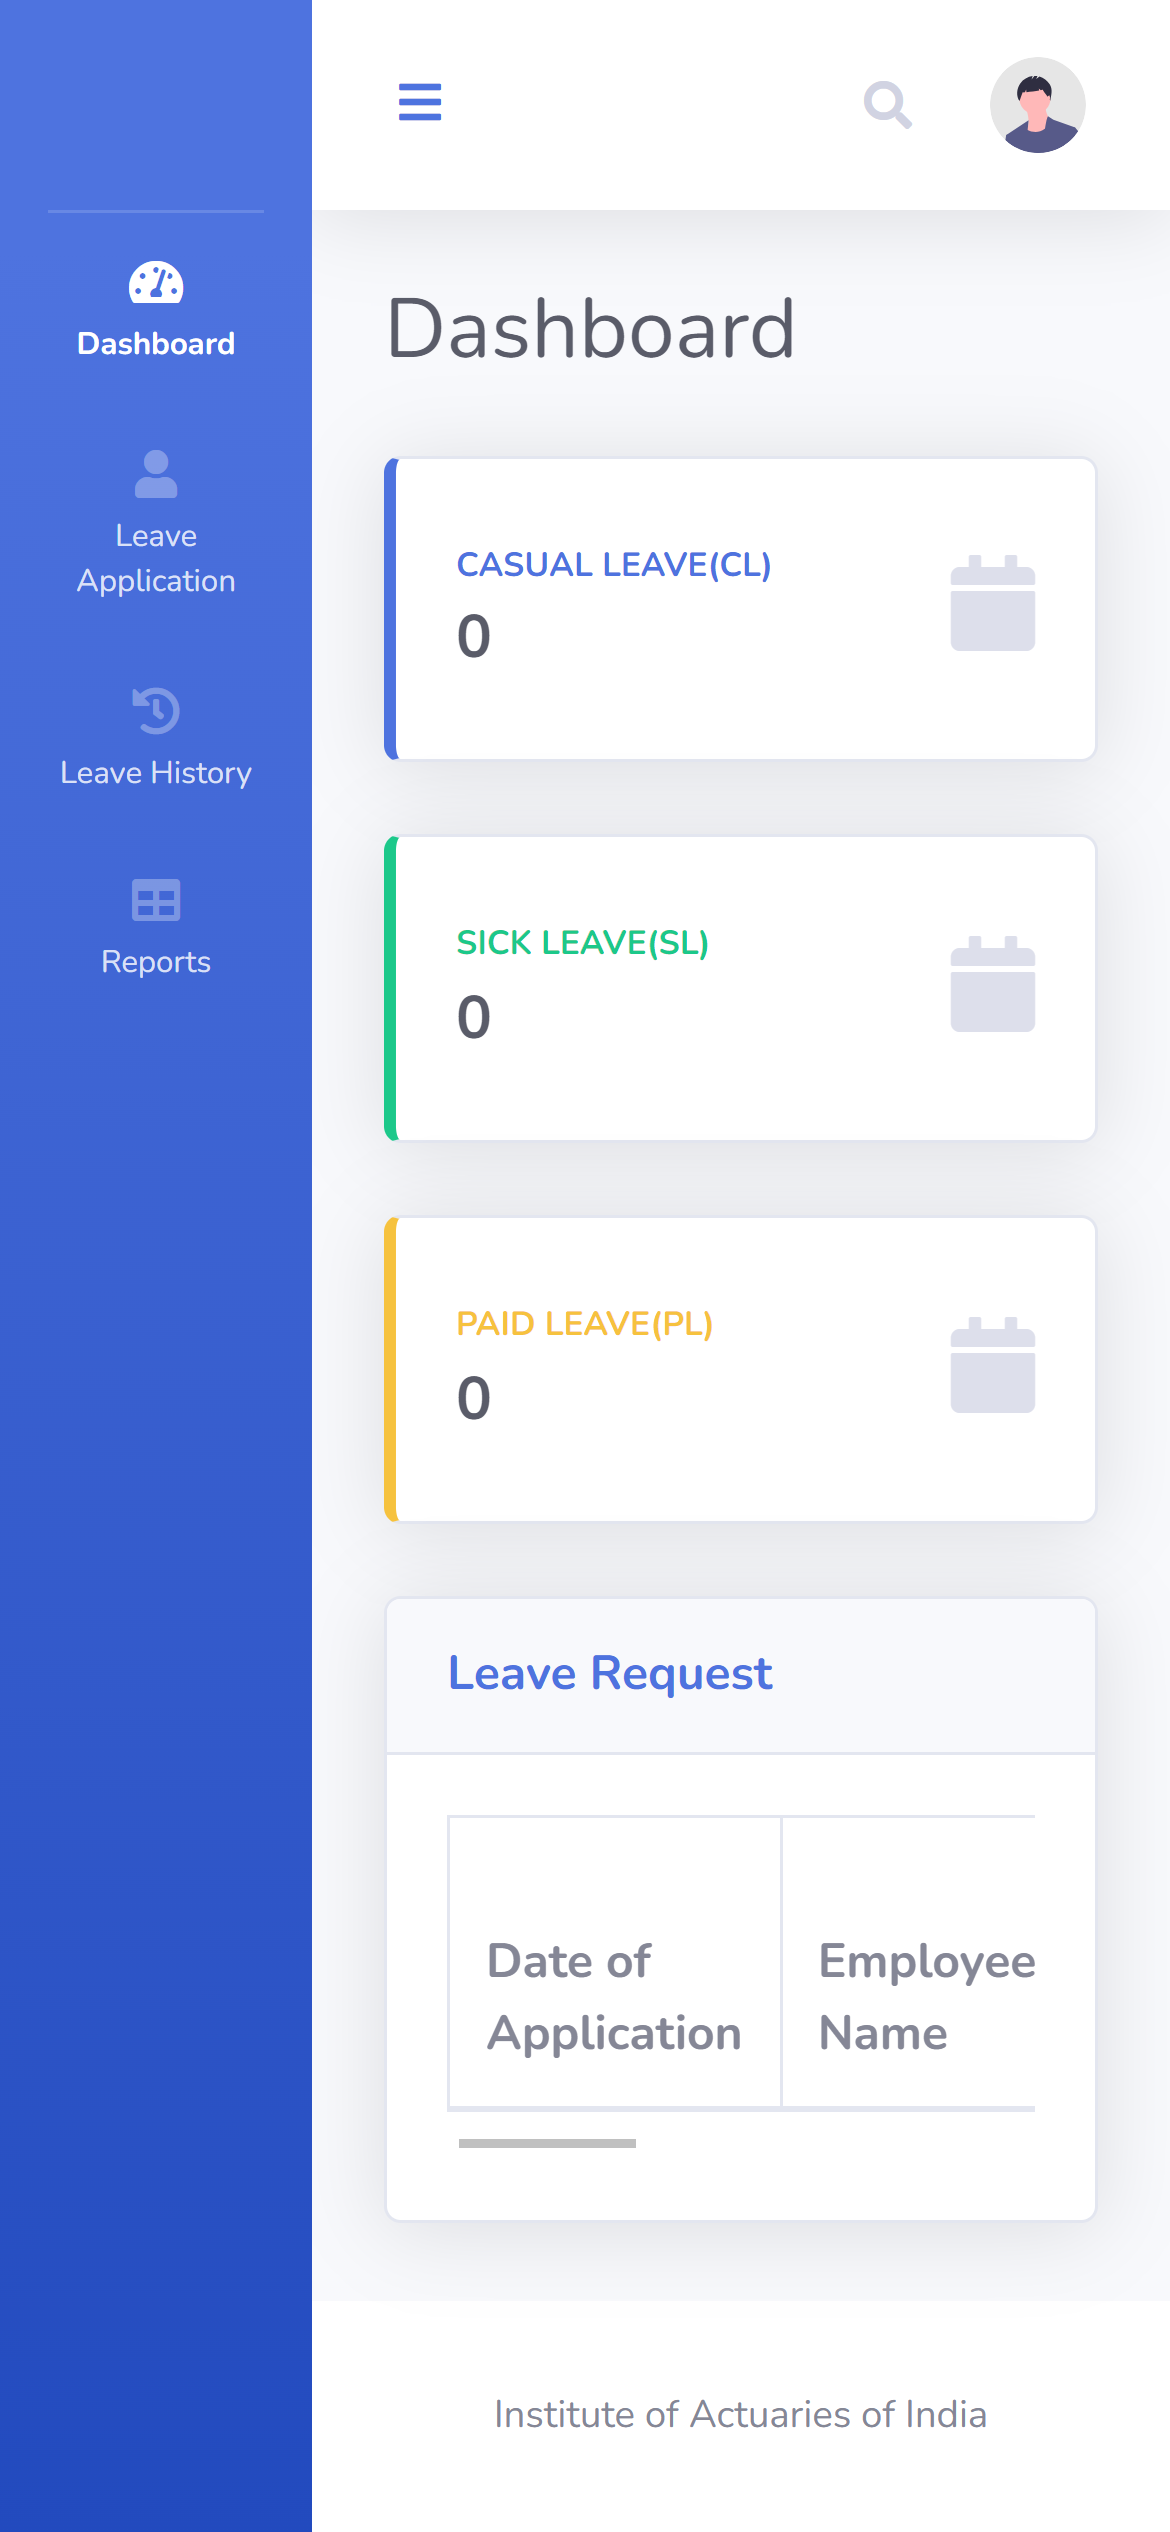 Dashboard
Leave
Application
Leave History
Reports
Dashboard
CASUAL LEAVE(CL)
0
SICK LEAVE(SL)
0
PAID LEAVE(PL)
0
Leave Request
Date of
Application
Employee
Name
Institute of Actuaries of India